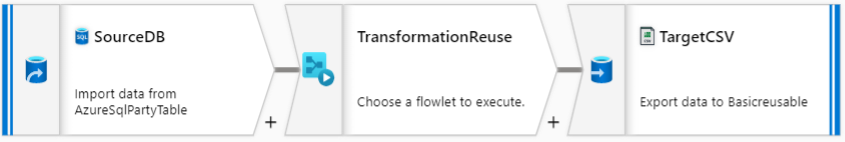 SourceDB
Import data from
AzureSqlPartyTable
+
TransformationReuse
Choose a flowlet to execute.
+
TargetCSV
Export data to Basicreusable